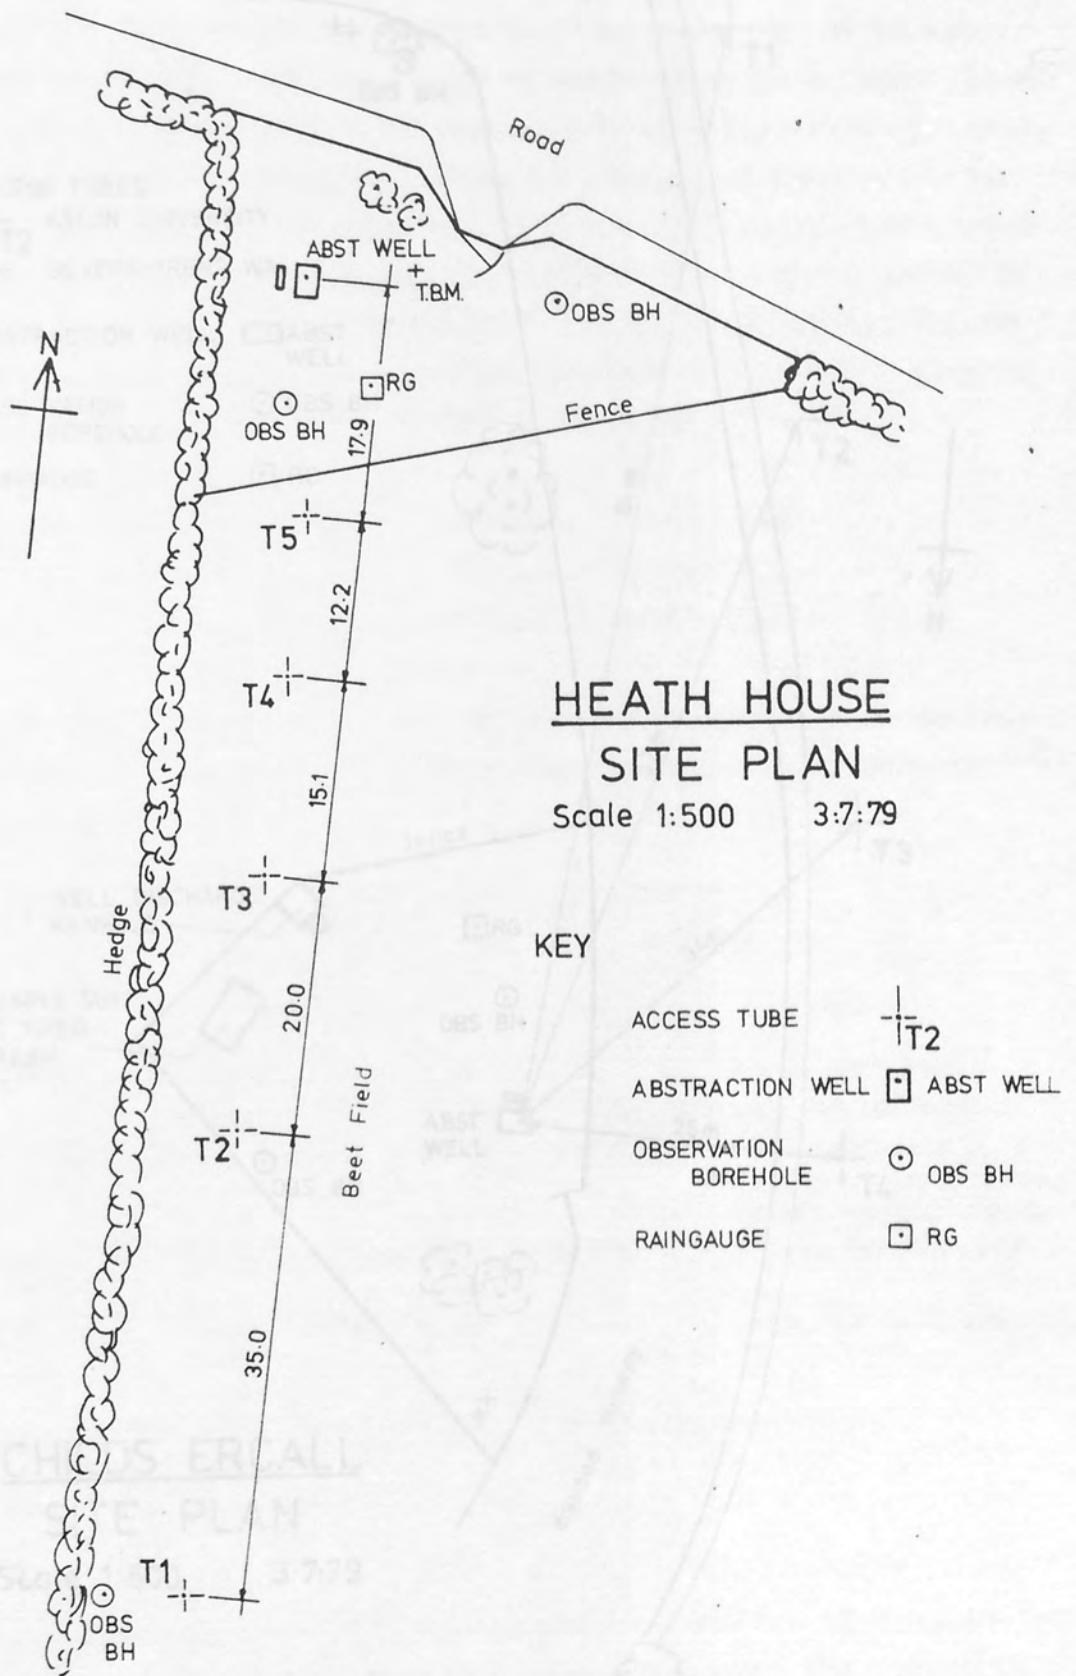 Road
ABST WELL
T.B.M.
OBS BH
RG
N
OBS BH
Fence
17.9
T5
12.2
T4
HEATH HOUSE
SITE PLAN
Scale 1:500 3:7:79
15.1
T3
Hedge
KEY
20.0
ACCESS TUBE T2
ABSTRACTION WELL ABST WELL
Beet Field
T2
OBSERVATION
BOREHOLE OBS BH
RAINGAUGE RG
35.0
T1
OBS
BH